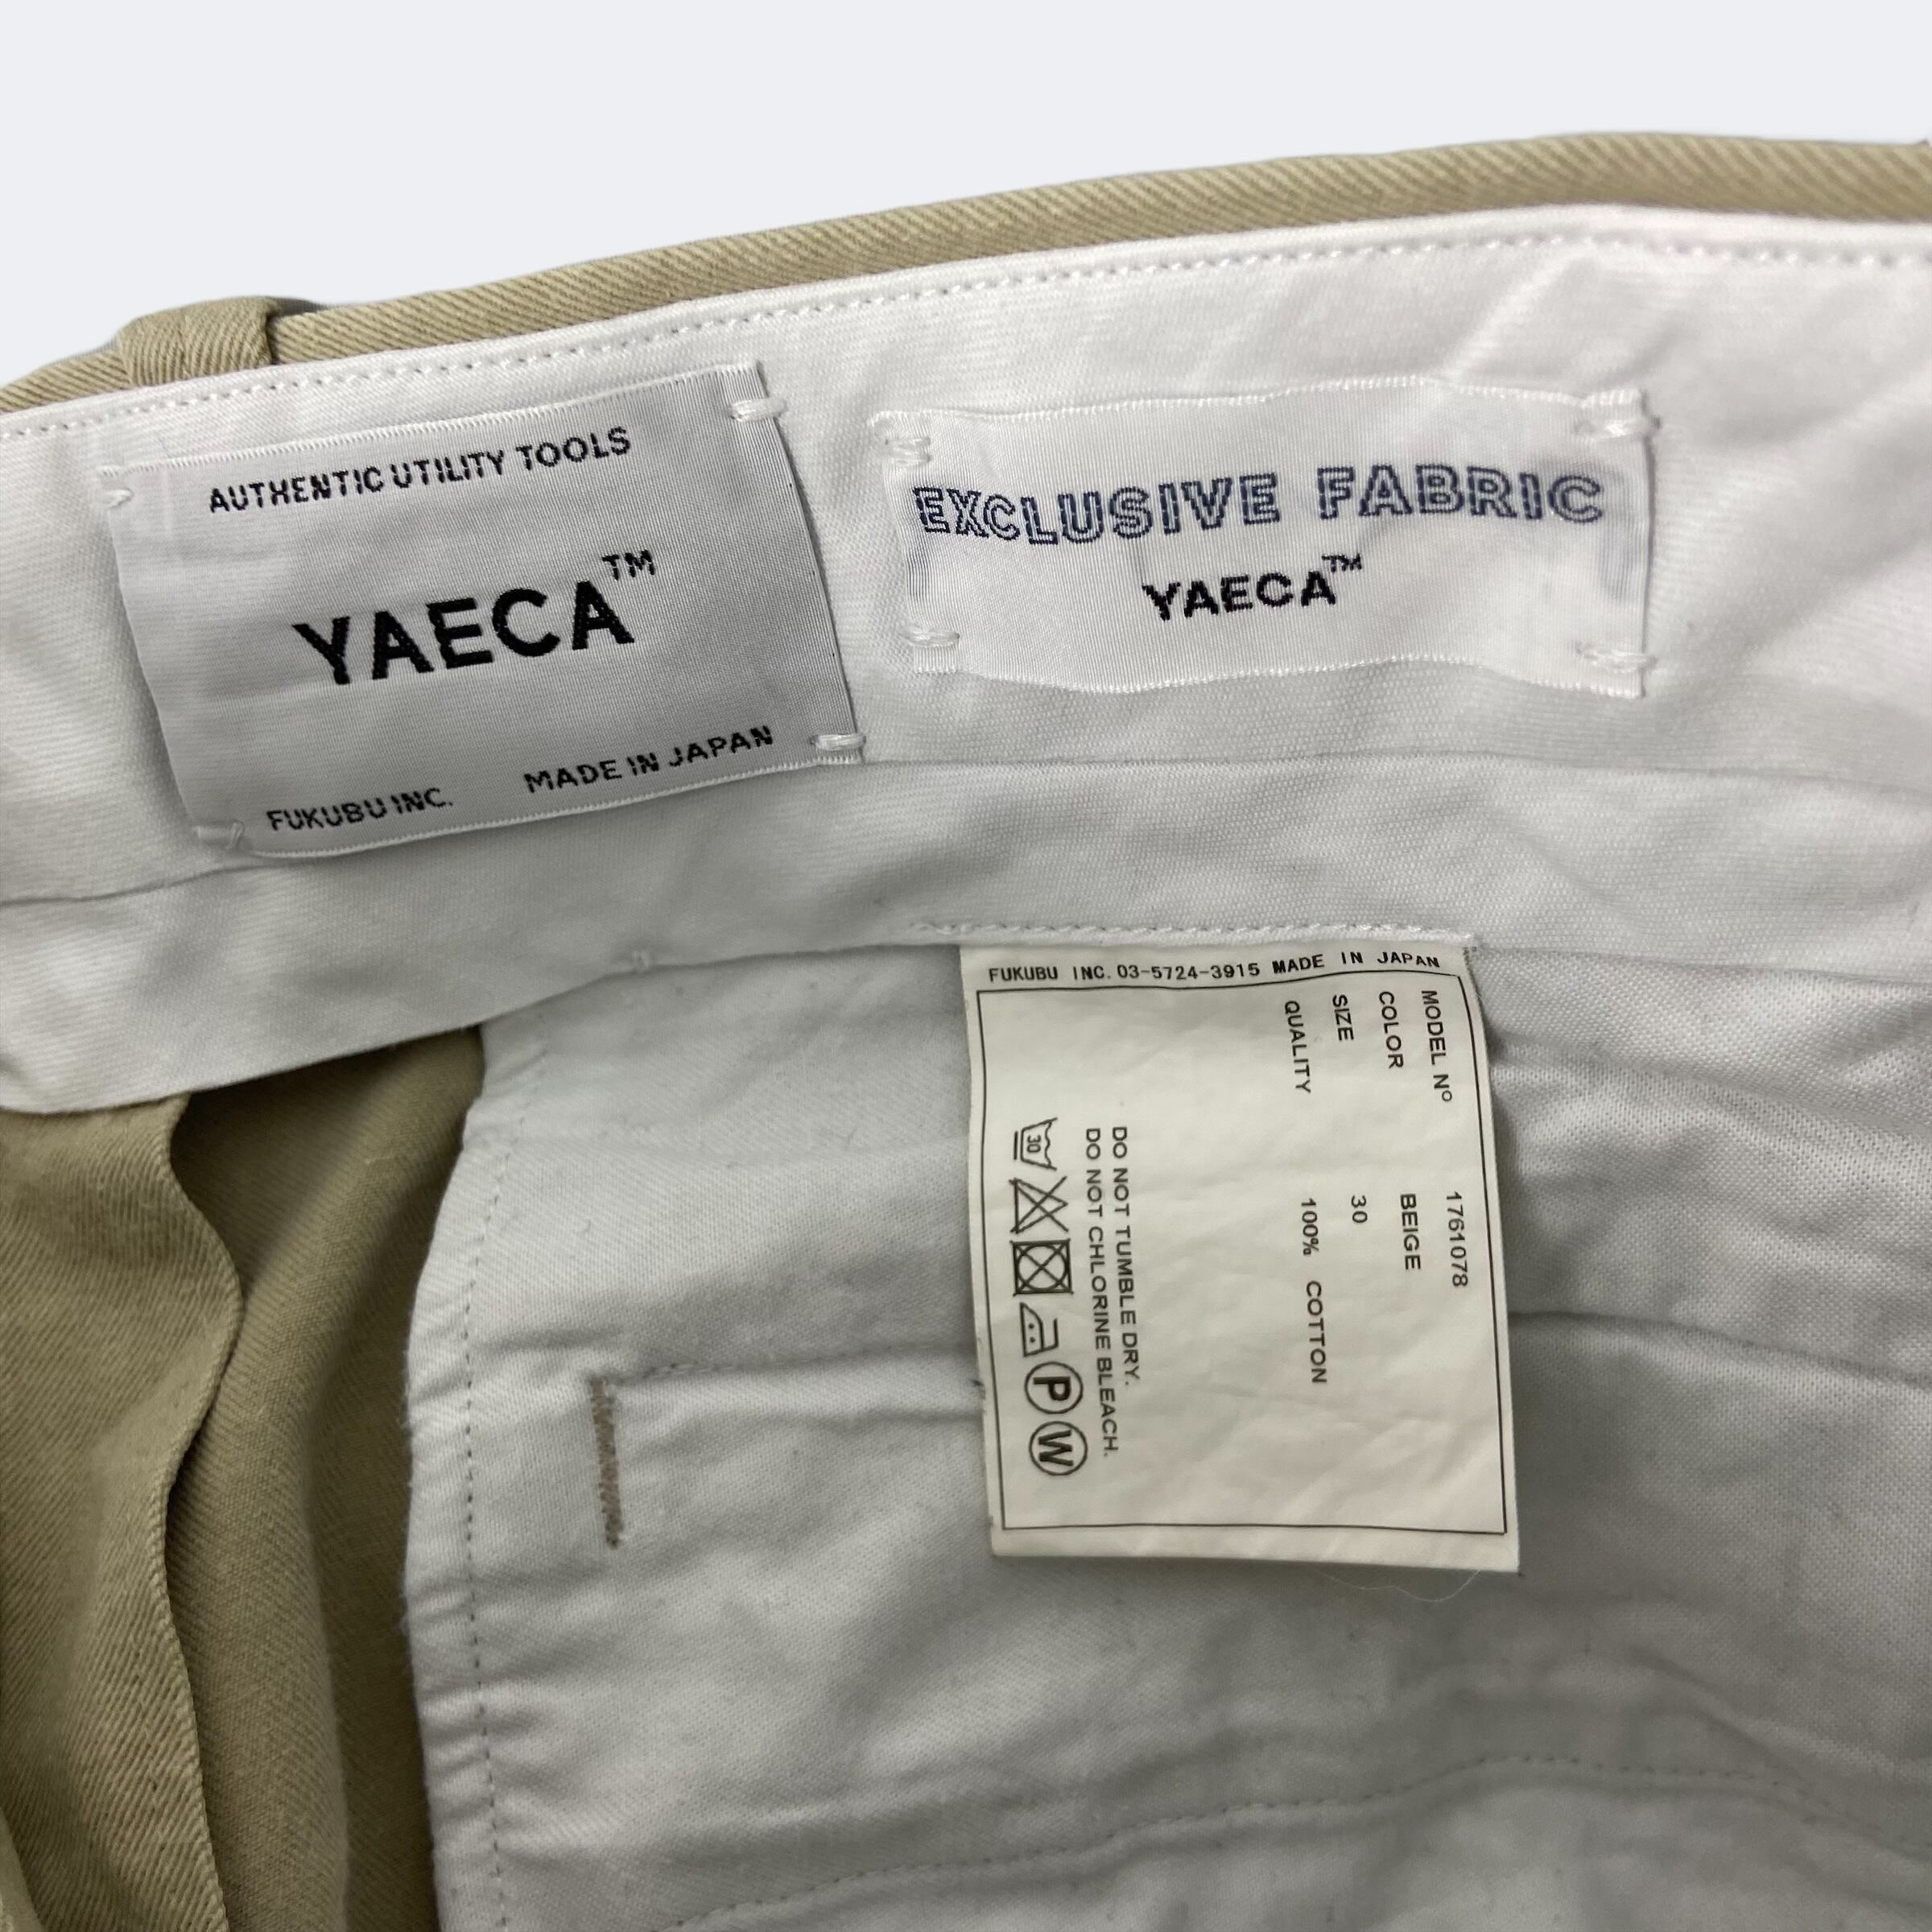 AUTHENTIC UTILITY TOOLS
YAECA™
FUKUBU INC. MADE IN JAPAN
EXCLUSIVE FABRIC
YAECA™
FUKUBU INC. 03-5724-3915 MADE IN JAPAN
MODEL Nº 1761078
COLOR BEIGE
SIZE 30
QUALITY 100% COTTON
DO NOT TUMBLE DRY.
DO NOT CHLORINE BLEACH.
30
P W